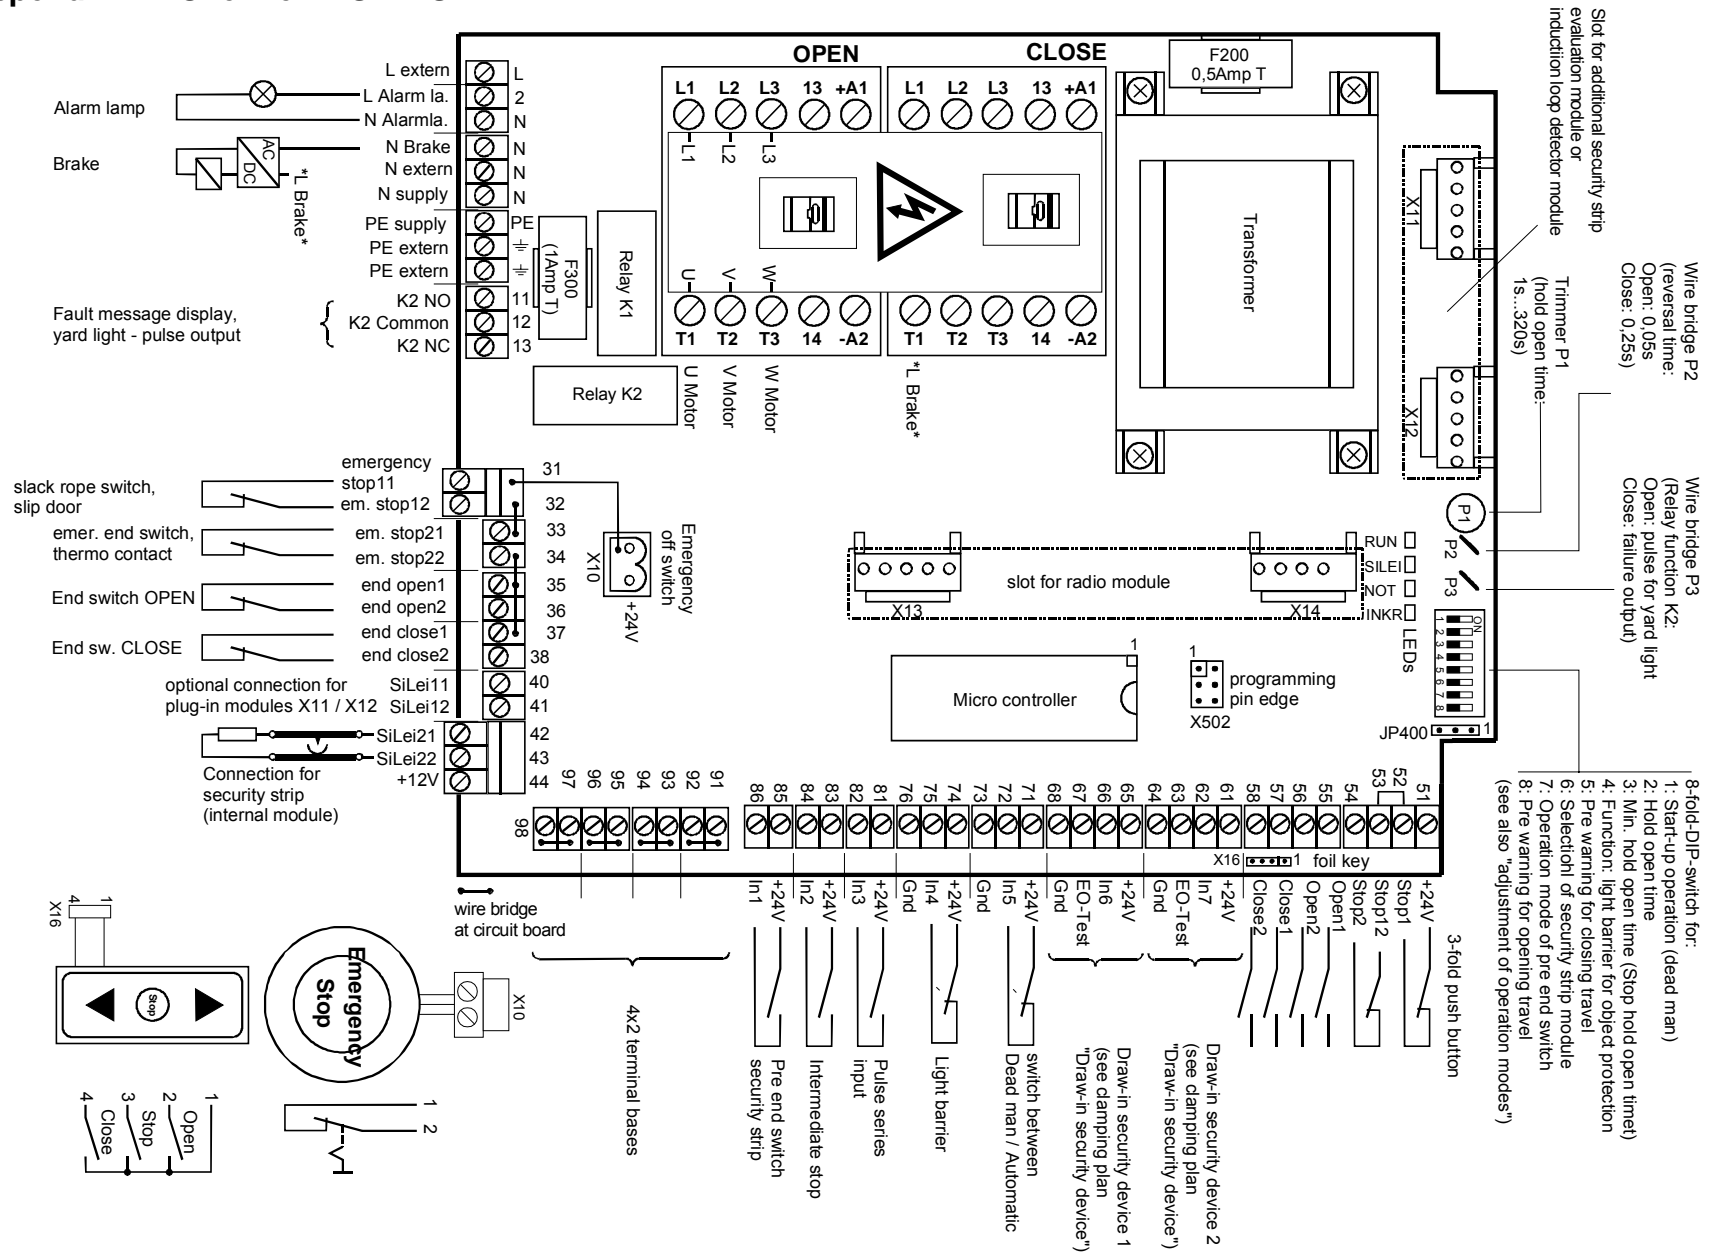 OPEN
CLOSE
F200
0,5Amp T
L1 L2 L3 13 +A1
L1 L2 L3 13 +A1
L1 L2 L3
U V W
T1 T2 T3 14 -A2
T1 T2 T3 14 -A2
U Motor
V Motor
W Motor
*L Brake*
Transformer
L extern L
L Alarm la. 2
N Alarmla. N
N Brake N
N extern N
N supply N
PE supply PE
PE extern
PE extern
K2 NO 11
K2 Common 12
K2 NC 13
Alarm lamp
Brake
AC
DC
*L Brake*
Fault message display,
yard light - pulse output
F300
(1Amp T)
Relay K1
Relay K2
emergency
stop11 31
em. stop12 32
em. stop21 33
em. stop22 34
end open1 35
end open2 36
end close1 37
end close2 38
SiLei11 40
SiLei12 41
SiLei21 42
SiLei22 43
+12V 44
slack rope switch,
slip door
emer. end switch,
thermo contact
End switch OPEN
End sw. CLOSE
optional connection for
plug-in modules X11 / X12
Connection for
security strip
(internal module)
X10
+24V
Emergency
off switch
X13
slot for radio module
X14
RUN
SILEI
NOT
INKR
LEDs
Micro controller
1
1
programming
pin edge
X502
X11
X12
P1
P2
P3
ON
1 2 3 4 5 6 7 8
JP400
1
Slot for additional security strip
evaluation module or
induction loop detector module
Trimmer P1
(hold open time:
1s...320s)
Wire bridge P2
(reversal time:
Open: 0,05s
Close: 0,25s)
Wire bridge P3
(Relay function K2:
Open: pulse for yard light
Close: failure output)
8-fold-DIP-switch for:
1: Start-up operation (dead man)
2: Hold open time
3: Min. hold open time (Stop hold open timet)
4: Function: light barrier for object protection
5: Pre warning for closing travel
6: Selectiohl of security strip module
7: Operation mode of pre end switch
8: Pre warning for opening travel
(see also "adjustment of operation modes")
98 97 96 95 94 93 92 91
86 85 84 83 82 81 76 75 74 73 72 71 68 67 66 65 64 63 62 61 58 57 56 55 54 53 52 51
X16 1 foil key
wire bridge
at circuit board
4x2 terminal bases
In1
+24V
In2
+24V
In3
+24V
Gnd
In4
+24V
Gnd
In5
+24V
Gnd
EO-Test
In6
+24V
Gnd
EO-Test
In7
+24V
Close2
Close1
Open2
Open1
Stop2
Stop12
Stop1
+24V
Pre end switch
security strip
Intermediate stop
Pulse series
input
Light barrier
switch between
Dead man / Automatic
Draw-in security device 1
(see clamping plan
"Draw-in security device")
Draw-in security device 2
(see clamping plan
"Draw-in security device")
3-fold push button
X16
4 1
Stop
Emergency
Stop
X10
4 3 2 1
Close
Stop
Open
1
2